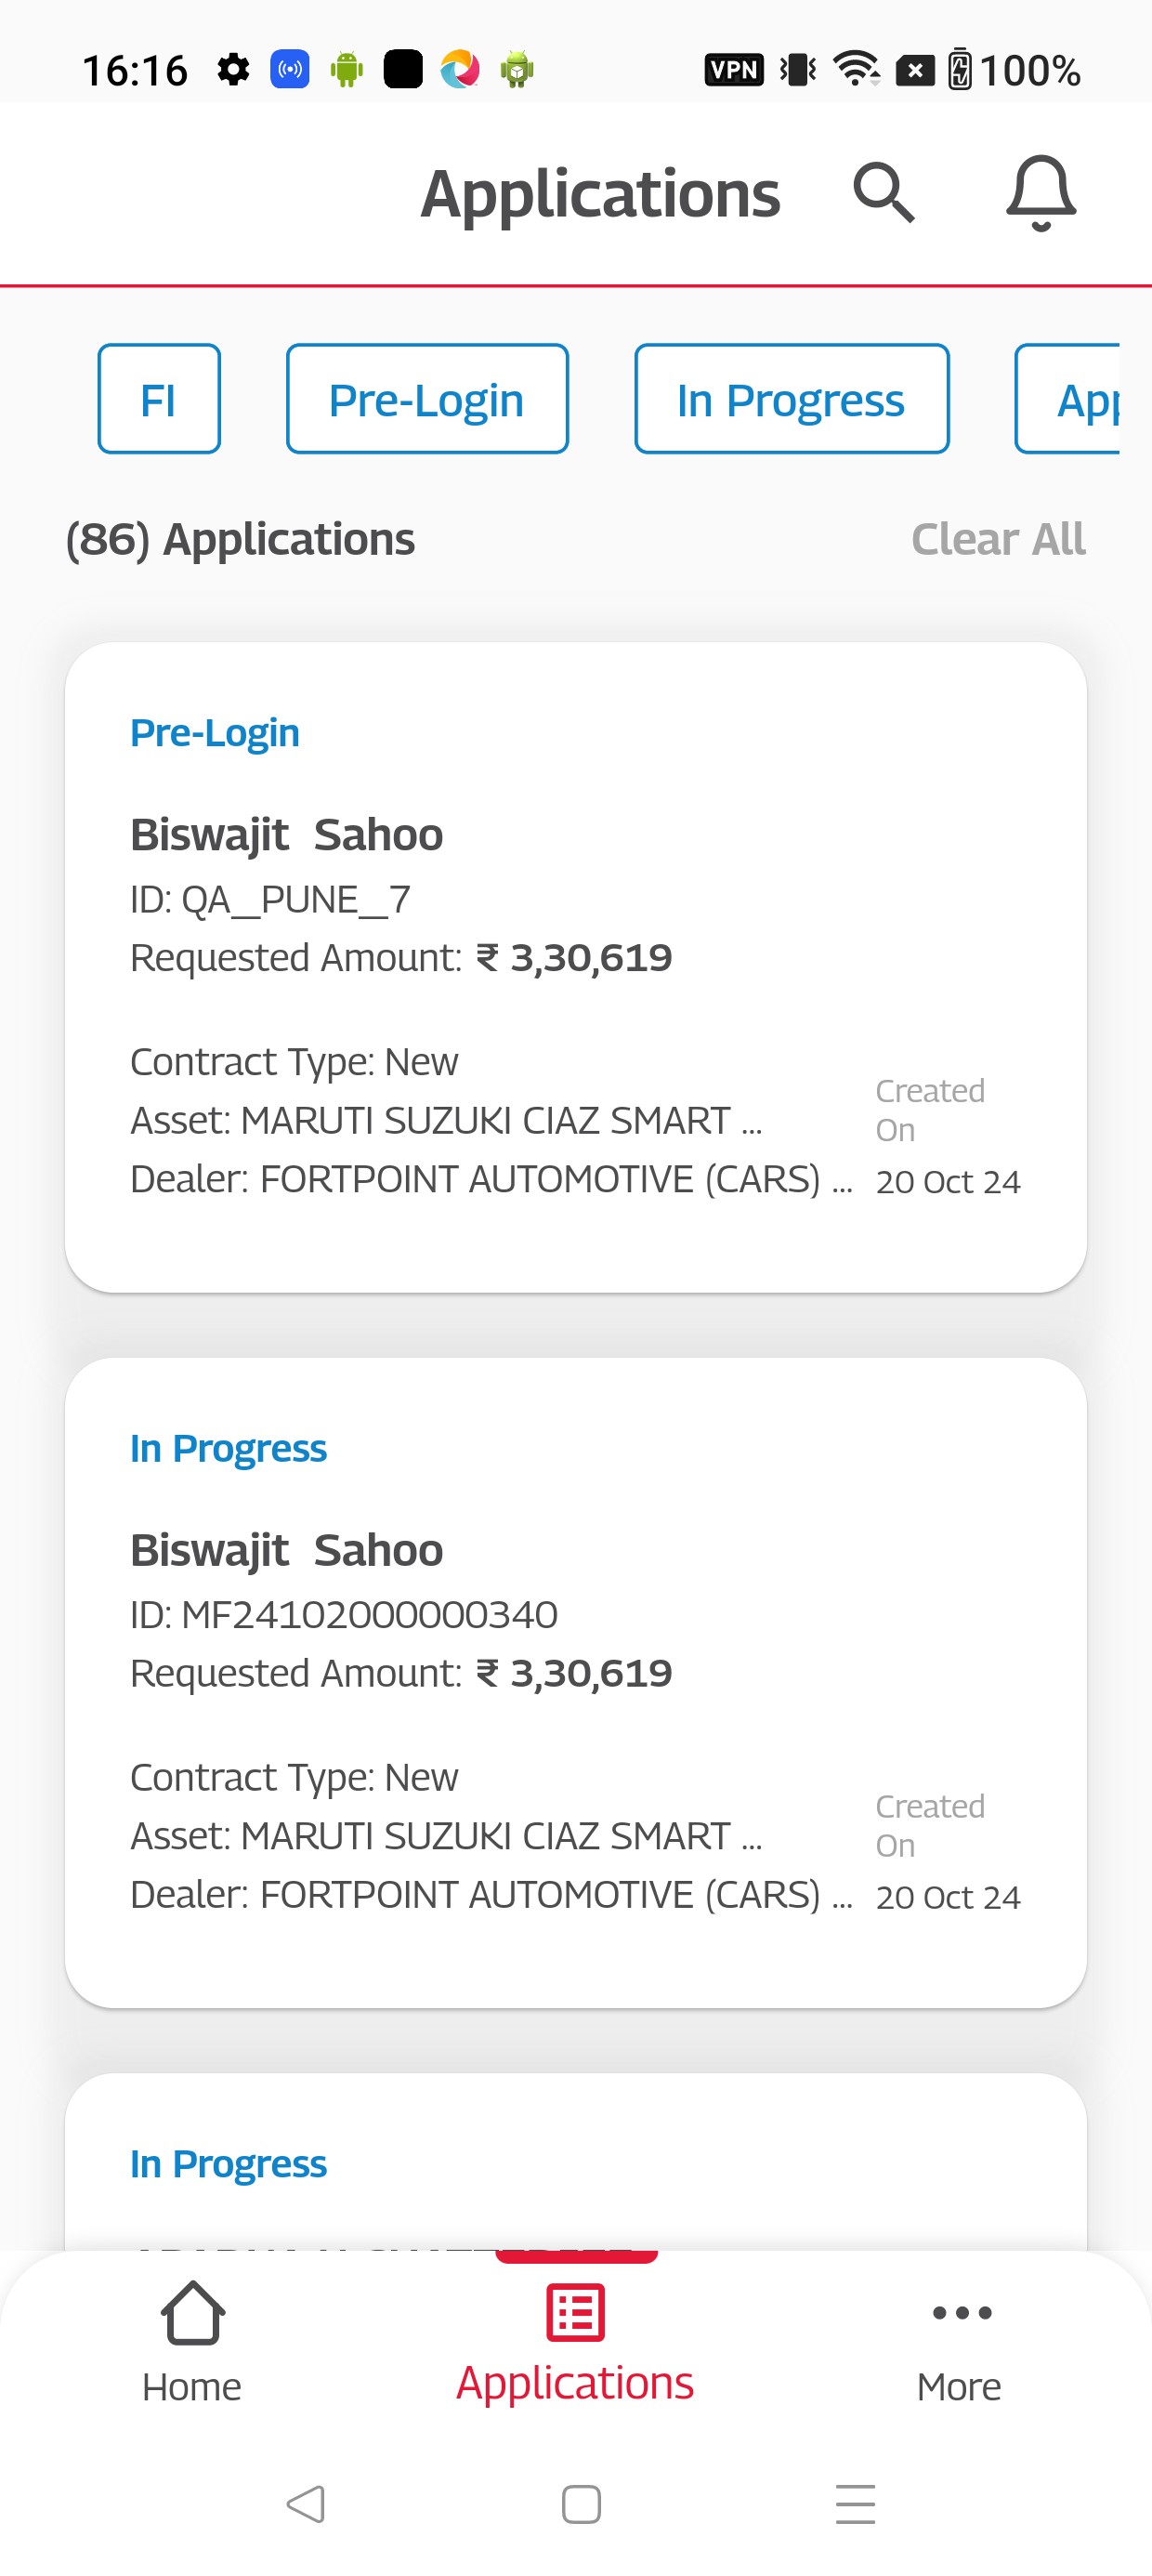 16:16
VPN
100%
Applications
FI
Pre-Login
In Progress
(86) Applications
Clear All
Pre-Login
Biswajit Sahoo
ID: QA_PUNE_7
Requested Amount: ₹ 3,30,619
Contract Type: New
Asset: MARUTI SUZUKI CIAZ SMART ...
Dealer: FORTPOINT AUTOMOTIVE (CARS) ...
Created
On
20 Oct 24
In Progress
Biswajit Sahoo
ID: MF24102000000340
Requested Amount: ₹ 3,30,619
Contract Type: New
Asset: MARUTI SUZUKI CIAZ SMART ...
Dealer: FORTPOINT AUTOMOTIVE (CARS) ...
Created
On
20 Oct 24
In Progress
Home
Applications
More